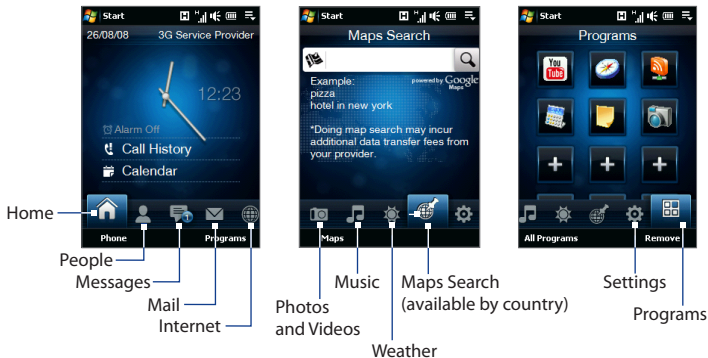 Start
26/08/08 3G Service Provider
12:23
Alarm Off
Call History
Calendar
Phone Programs
Start
Maps Search
Example:
powered by Google Maps
pizza
hotel in new york
*Doing map search may incur
additional data transfer fees from
your provider.
Maps
Start
Programs
You Tube
All Programs Remove
Home
People
Messages
Mail
Internet
Photos
and Videos
Music
Weather
Maps Search
(available by country)
Settings
Programs